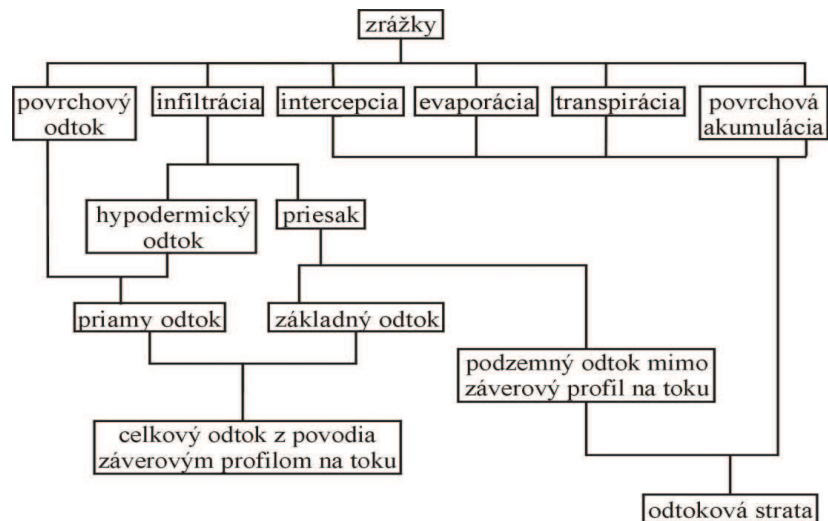 zrážky
povrchový
odtok
infiltrácia
intercepcia
evaporácia
transpirácia
povrchová
akumulácia
hypodermický
odtok
priesak
priamy odtok
základný odtok
podzemný odtok mimo
záverový profil na toku
celkový odtok z povodia
záverovým profilom na toku
odtoková strata